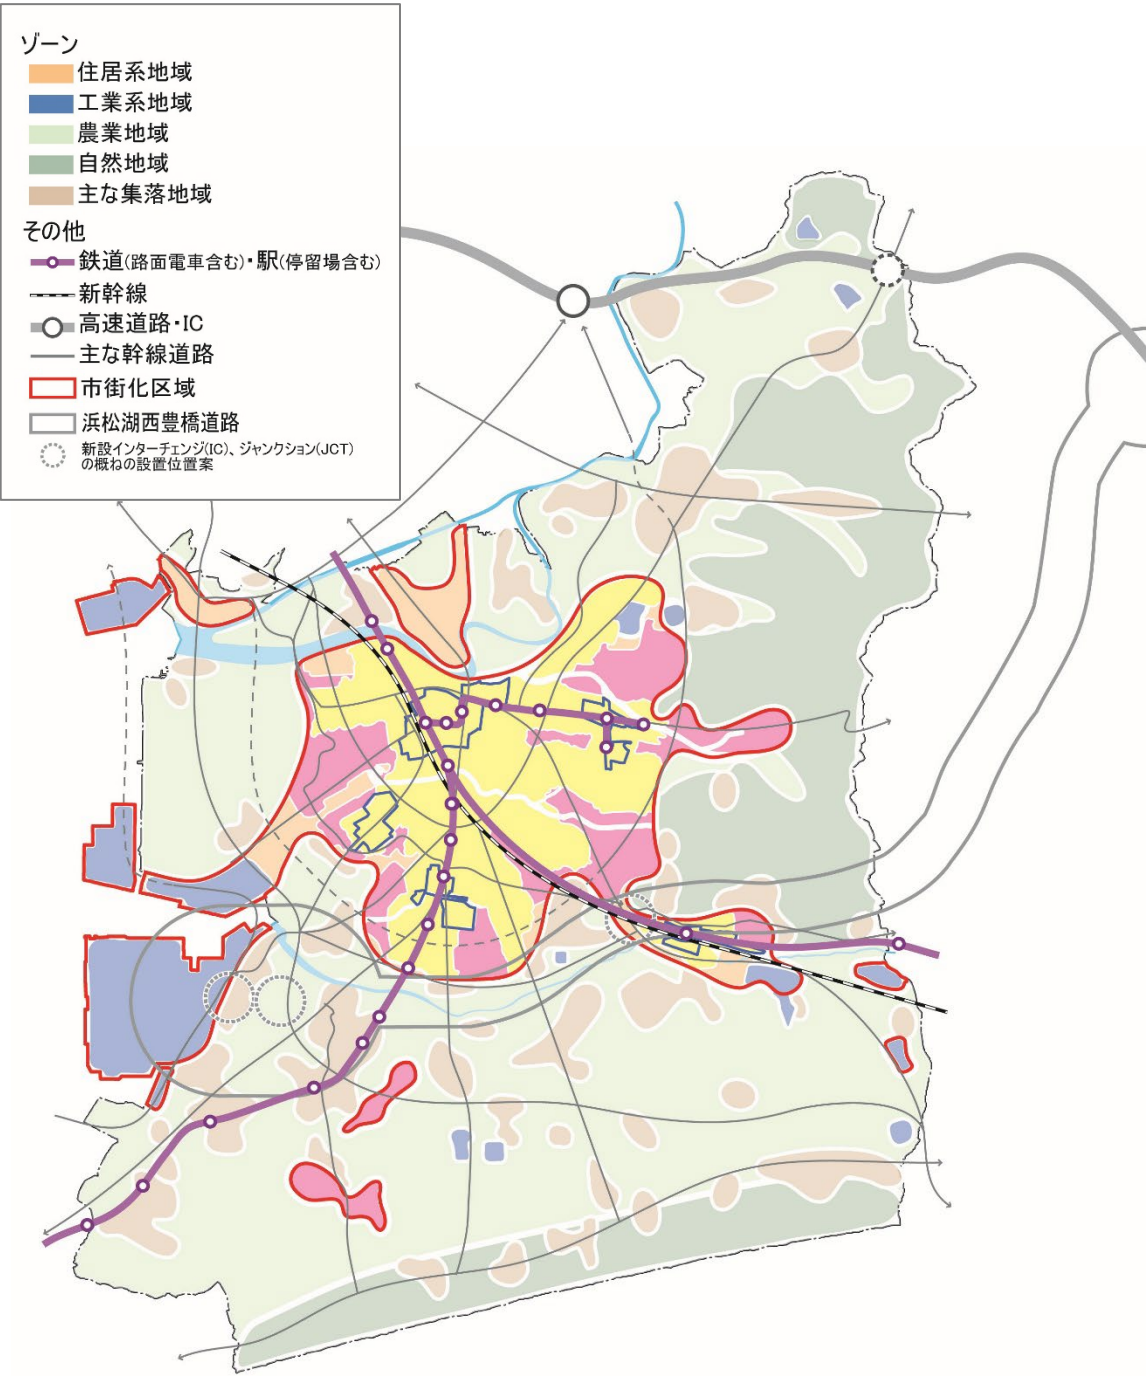 ゾーン
住居系地域
工業系地域
農業地域
自然地域
主な集落地域
その他
鉄道(路面電車含む)・駅(停留場含む)
新幹線
高速道路・IC
主な幹線道路
市街化区域
浜松湖西豊橋道路
新設インターチェンジ(IC)、ジャンクション(JCT)
の概ねの設置位置案